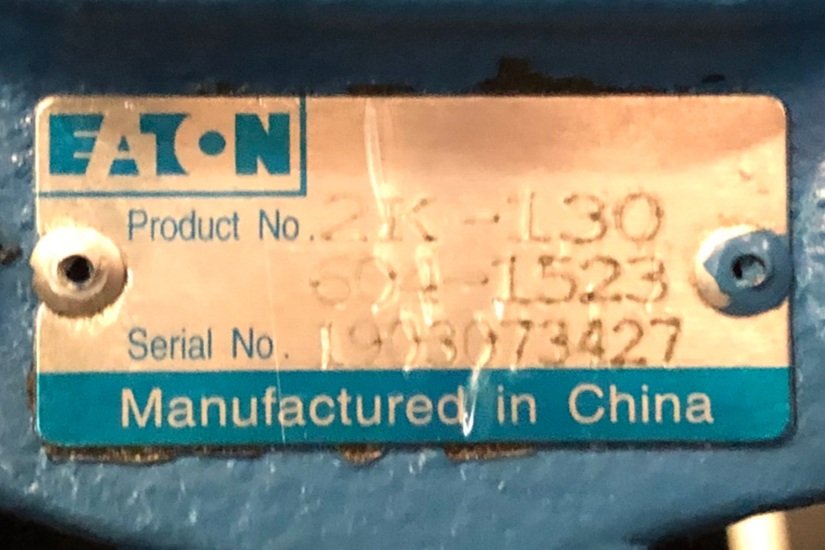 EATON
Product No. 2K-130
604-1523
Serial No. 1903073427
Manufactured in China